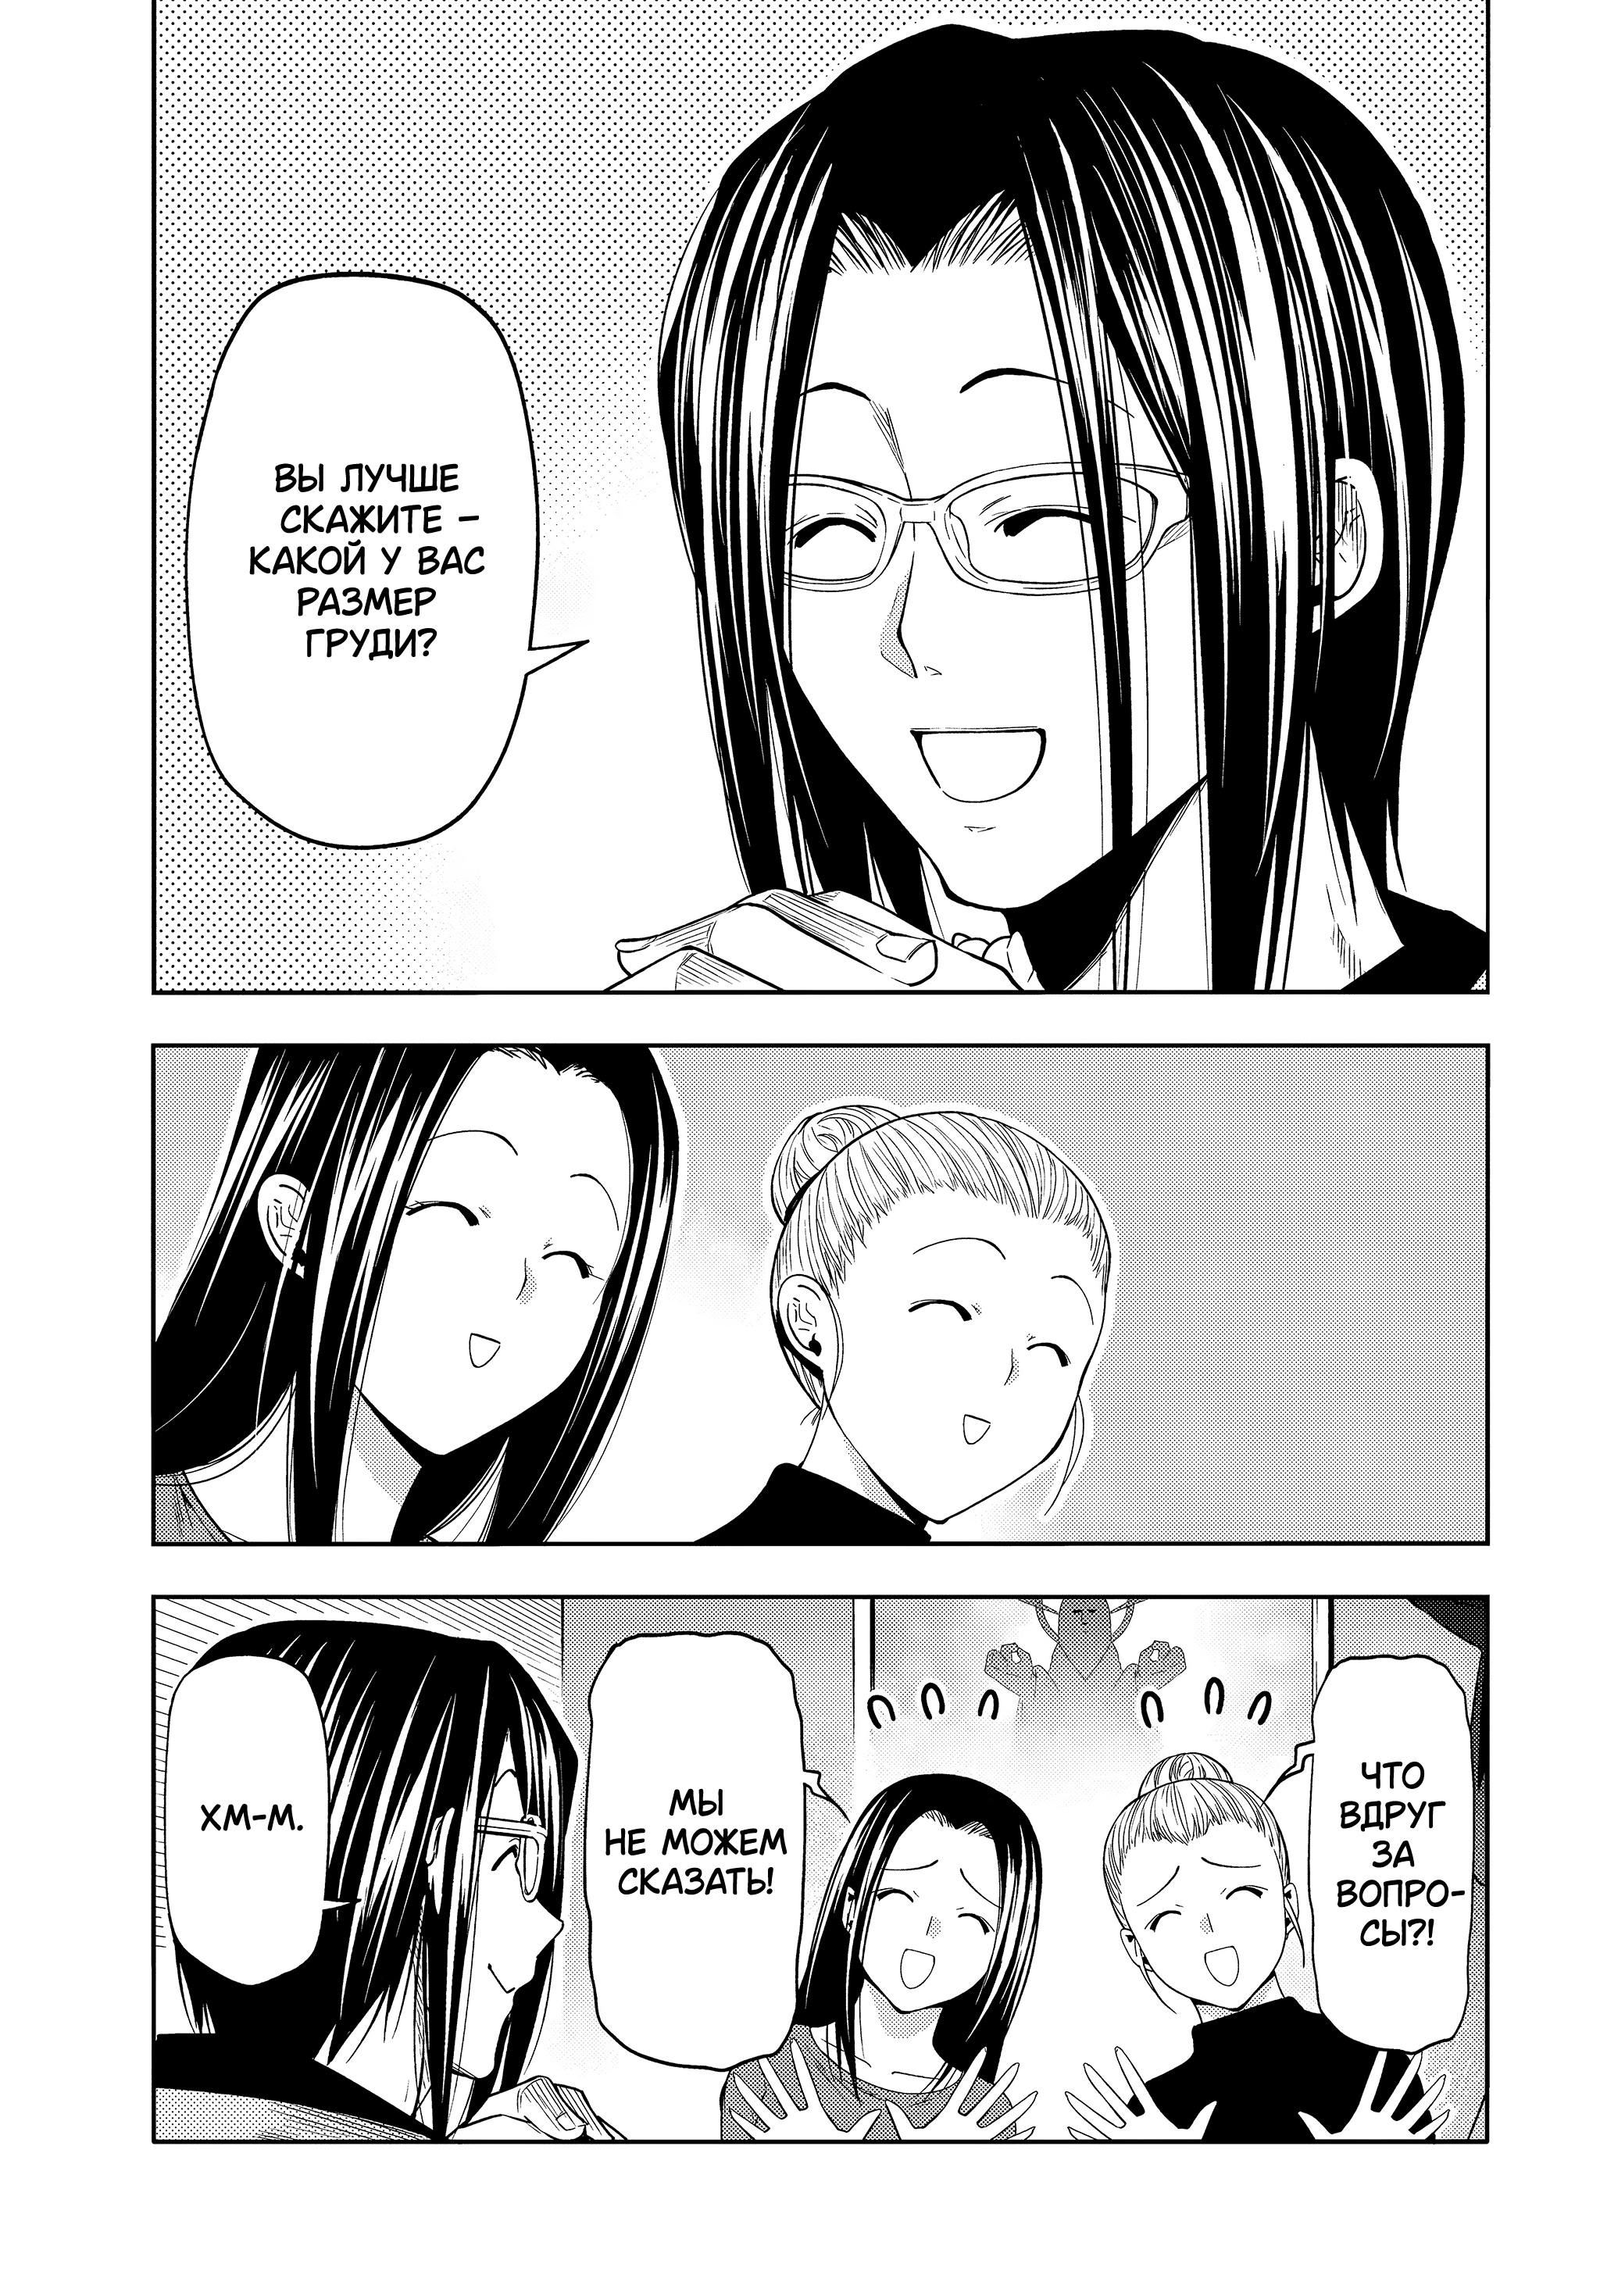 ВЫ ЛУЧШЕ
СКАЖИТЕ –
КАКОЙ У ВАС
РАЗМЕР
ГРУДИ?
ЧТО
ВДРУГ
ЗА
ВОПРО-
СЫ?!
МЫ
НЕ МОЖЕМ
СКАЗАТЬ!
ХМ-М.